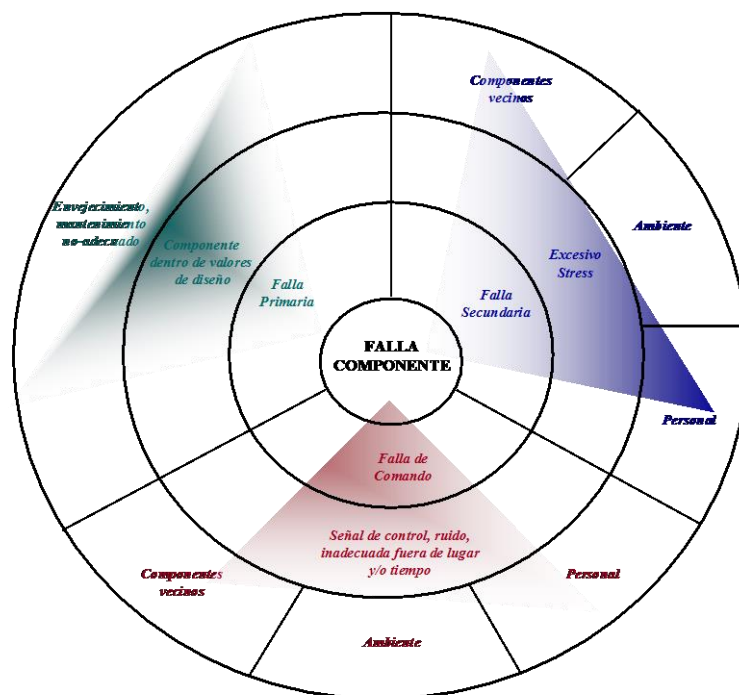 Componentes
vecinos
Envejecimiento,
mantenimiento
no-adecuado
Componente
dentro de valores
de diseño
Falla
Primaria
Ambiente
Excesivo
Stress
Falla
Secundaria
FALLA
COMPONENTE
Personal
Falla de
Comando
Señal de control, ruido,
inadecuada fuera de lugar
y/o tiempo
Componentes
vecinos
Personal
Ambiente